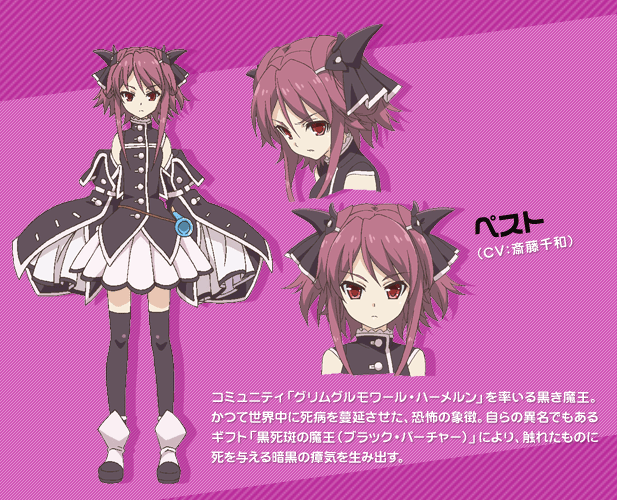 ペスト
(CV:斎藤千和)
コミュニティ「グリムグルモワール・ハーメルン」を率いる黒き魔王。
かつて世界中に死病を蔓延させた、恐怖の象徴。自らの異名でもある
ギフト「黒死斑の魔王(ブラック・パーチャー)」により、触れたものに
死を与える暗黒の瘴気を生み出す。